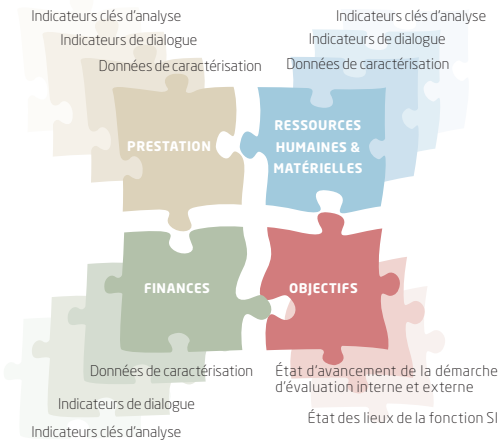 Indicateurs clés d'analyse
Indicateurs de dialogue
Données de caractérisation
PRESTATION
Indicateurs clés d'analyse
Indicateurs de dialogue
Données de caractérisation
RESSOURCES
HUMAINES &
MATÉRIELLES
FINANCES
Données de caractérisation
Indicateurs de dialogue
Indicateurs clés d'analyse
OBJECTIFS
État d'avancement de la démarche
d'évaluation interne et externe
État des lieux de la fonction SI